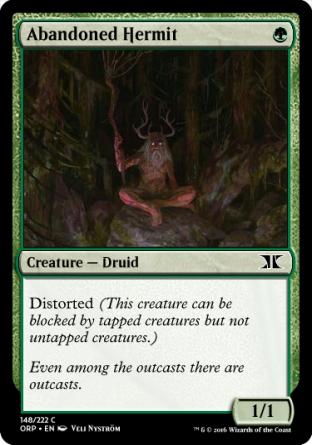 Abandoned Hermit
Creature — Druid
Distorted (This creature can be
blocked by tapped creatures but not
untapped creatures.)
Even among the outcasts there are
outcasts.
1/1
148/222 C
ORP • EN Veli Nyström
™ & © 2016 Wizards of the Coast